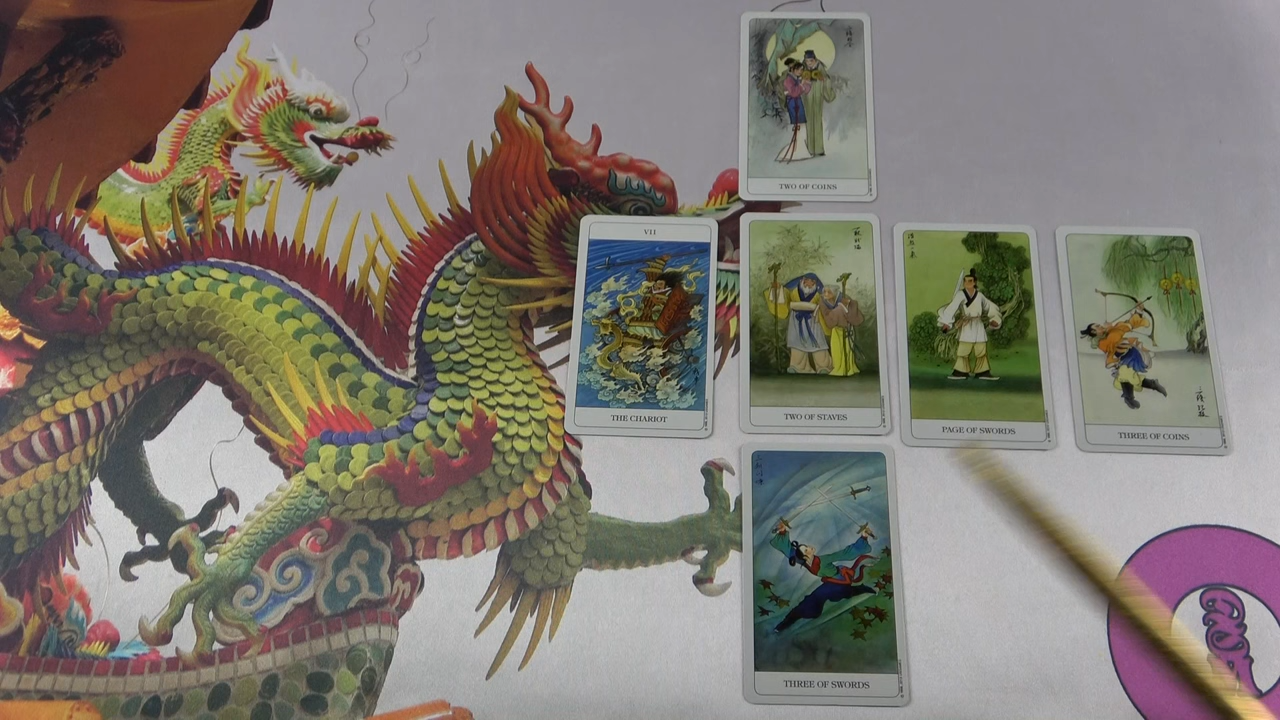 TWO OF COINS
VII
THE CHARIOT
TWO OF STAVES
PAGE OF SWORDS
THREE OF COINS
THREE OF SWORDS